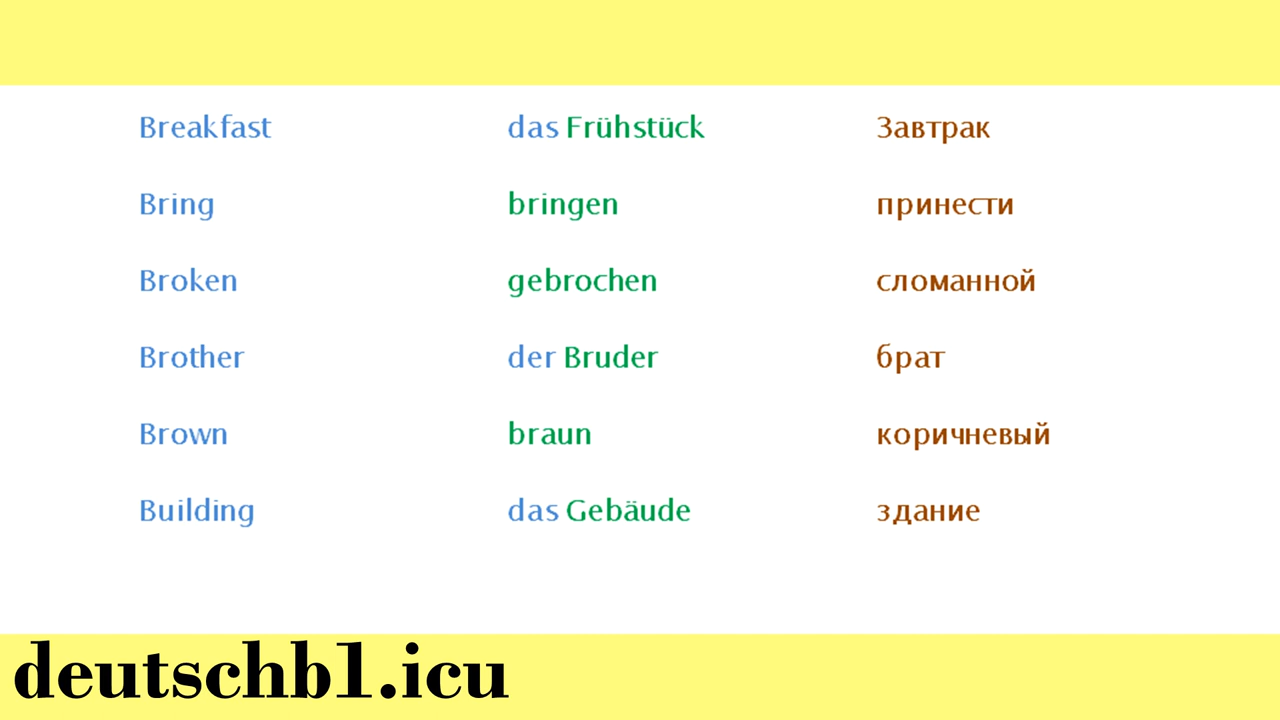 Breakfast das Frühstück Завтрак
Bring bringen принести
Broken gebrochen сломанной
Brother der Bruder брат
Brown braun коричневый
Building das Gebäude здание
deutschb1.icu